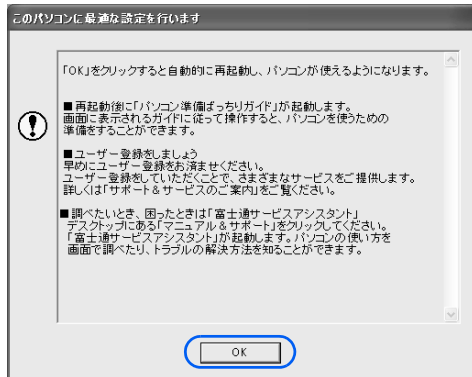 このパソコンに最適な設定を行います
「OK」をクリックすると自動的に再起動し、パソコンが使えるようになります。
■再起動後に「パソコン準備ばっちりガイド」が起動します。
画面に表示されるガイドに従って操作すると、パソコンを使うための
準備をすることができます。
■ユーザー登録をしましょう
早めにユーザー登録をお済ませください。
ユーザー登録をしていただくことで、さまざまなサービスをご提供します。
詳しくは「サポート&サービスのご案内」をご覧ください。
■調べたいとき、困ったときは「富士通サービスアシスタント」
デスクトップにある「マニュアル&サポート」をクリックしてください。
「富士通サービスアシスタント」が起動します。パソコンの使い方を
画面で調べたり、トラブルの解決方法を知ることができます。
OK